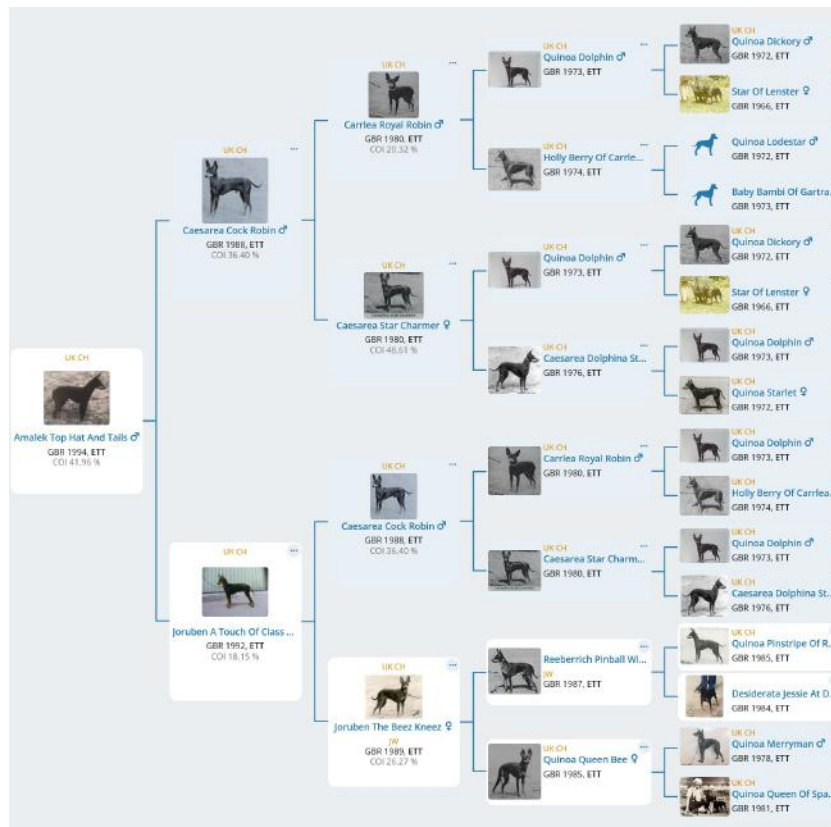 UK CH
Amalek Top Hat And Tails ♂
GBR 1994, ETT
COI 41.96 %
UK CH
...
Caesarea Cock Robin ♂
GBR 1988, ETT
COI 36.40 %
UK CH
...
Joruben A Touch Of Class ...
GBR 1992, ETT
COI 18.15 %
UK CH
...
Carrlea Royal Robin ♂
GBR 1980, ETT
COI 20.32 %
UK CH
...
Caesarea Star Charmer ♀
GBR 1980, ETT
COI 48.61 %
UK CH
...
Caesarea Cock Robin ♂
GBR 1988, ETT
COI 36.40 %
UK CH
...
Joruben The Beez Kneez ♀
JW
GBR 1989, ETT
COI 26.27 %
UK CH
...
Quinoa Dolphin ♂
GBR 1973, ETT
UK CH
...
Holly Berry Of Carrle...
GBR 1974, ETT
UK CH
...
Quinoa Dolphin ♂
GBR 1973, ETT
UK CH
...
Caesarea Dolphina St...
GBR 1976, ETT
UK CH
...
Carrlea Royal Robin ♂
GBR 1980, ETT
UK CH
...
Caesarea Star Charm...
GBR 1980, ETT
...
Reeberrich Pinball Wi...
JW
GBR 1987, ETT
UK CH
...
Quinoa Queen Bee ♀
GBR 1985, ETT
UK CH
Quinoa Dickory ♂
GBR 1972, ETT
Star Of Lenster ♀
GBR 1966, ETT
Quinoa Lodestar ♂
GBR 1972, ETT
Baby Bambi Of Gartra..
GBR 1973, ETT
UK CH
Quinoa Dickory ♂
GBR 1972, ETT
Star Of Lenster ♀
GBR 1966, ETT
UK CH
Quinoa Dolphin ♂
GBR 1973, ETT
UK CH
Quinoa Starlet ♀
GBR 1972, ETT
UK CH
Quinoa Dolphin ♂
GBR 1973, ETT
UK CH
Holly Berry Of Carrlea.
GBR 1974, ETT
UK CH
Quinoa Dolphin ♂
GBR 1973, ETT
UK CH
Caesarea Dolphina St..
GBR 1976, ETT
UK CH
Quinoa Pinstripe Of R..
GBR 1985, ETT
Desiderata Jessie At D..
GBR 1984, ETT
UK CH
Quinoa Merryman ♂
GBR 1978, ETT
UK CH
Quinoa Queen Of Spa..
GBR 1981, ETT